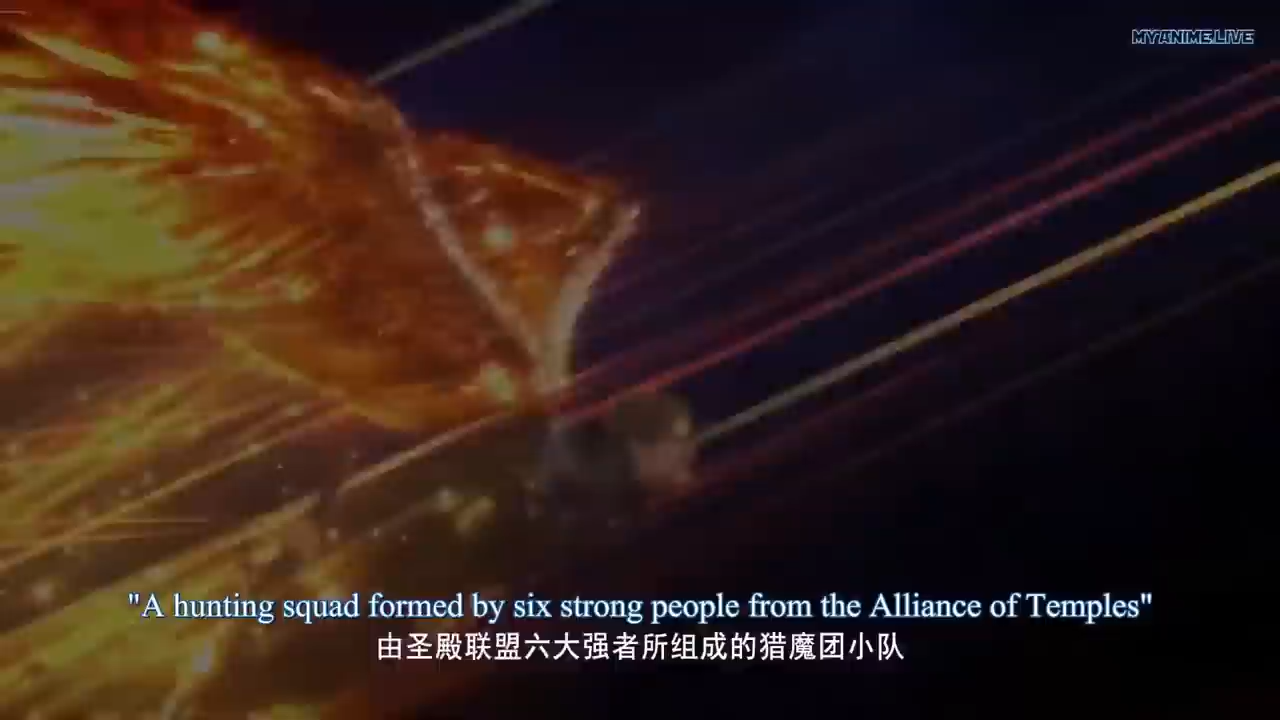 MYANIME.LIVE
"A hunting squad formed by six strong people from the Alliance of Temples"
由圣殿联盟六大强者所组成的猎魔团小队